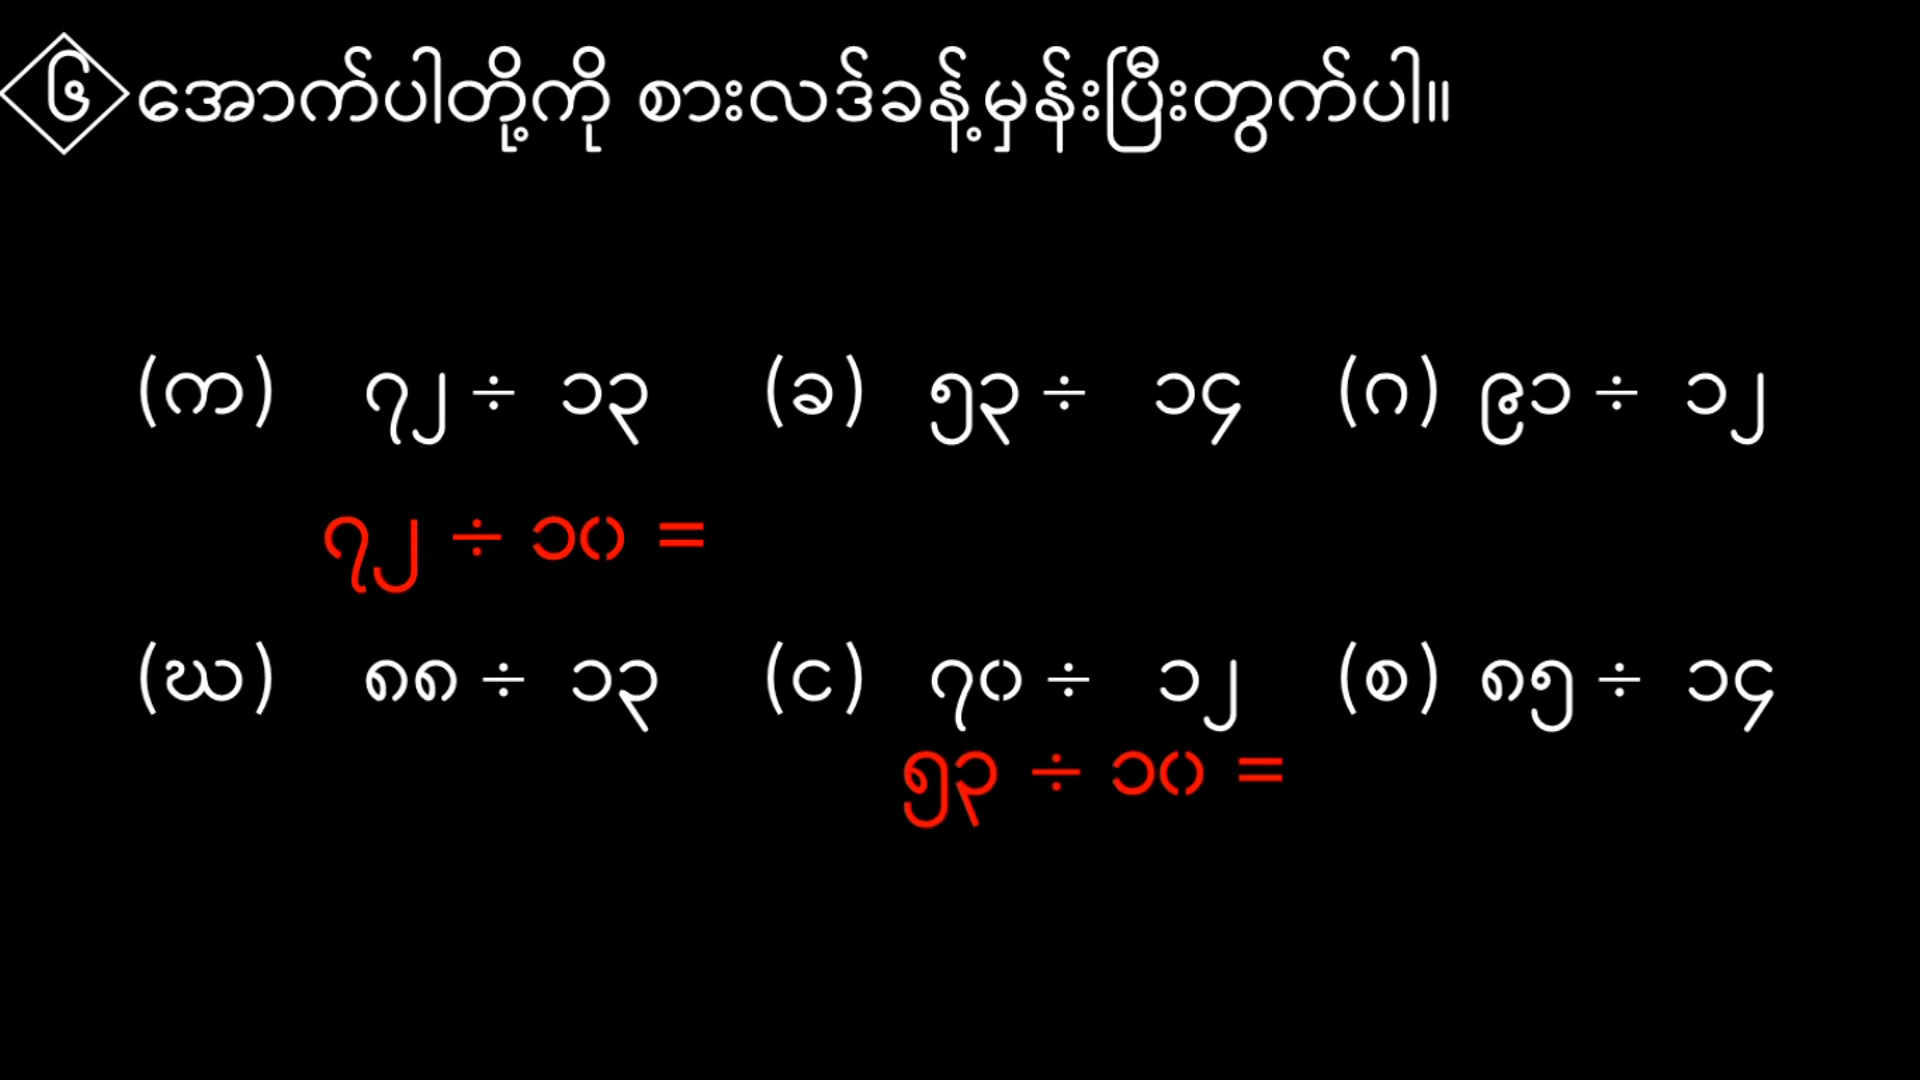 ၆ အောက်ပါတို့ကို စားလဒ်ခန့်မှန်းပြီးတွက်ပါ။
(က) ၇၂ ÷ ၁၃ (ခ) ၅၃ ÷ ၁၄ (ဂ) ၉၁ ÷ ၁၂
၇၂ ÷ ၁၀ =
(ဃ) ၈၈ ÷ ၁၃ (င) ၇၀ ÷ ၁၂ (စ) ၈၅ ÷ ၁၄
၅၃ ÷ ၁၀ =